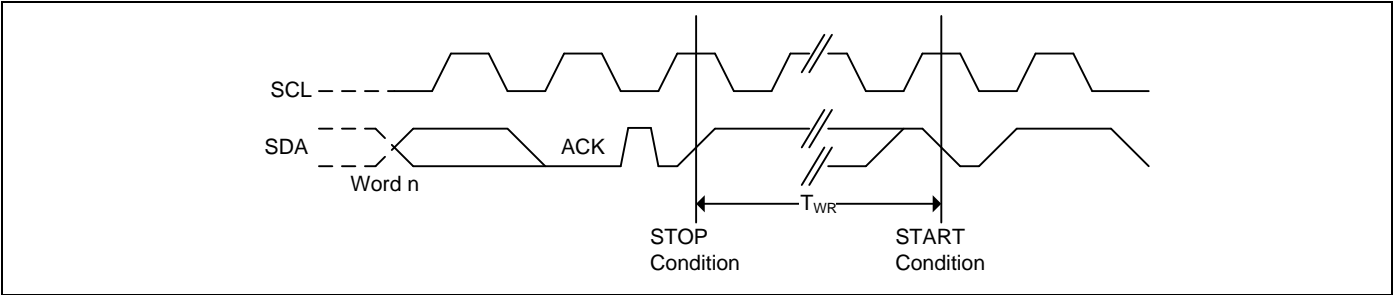 SCL
SDA
ACK
Word n
TWR
STOP
Condition
START
Condition